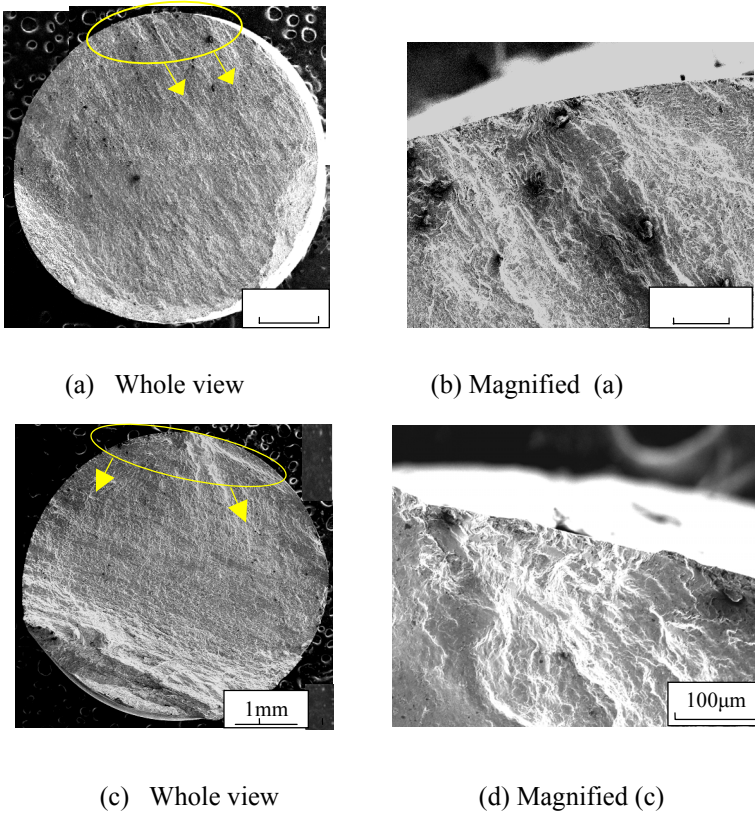 (a) Whole view
(b) Magnified (a)
1mm
100μm
(c) Whole view
(d) Magnified (c)